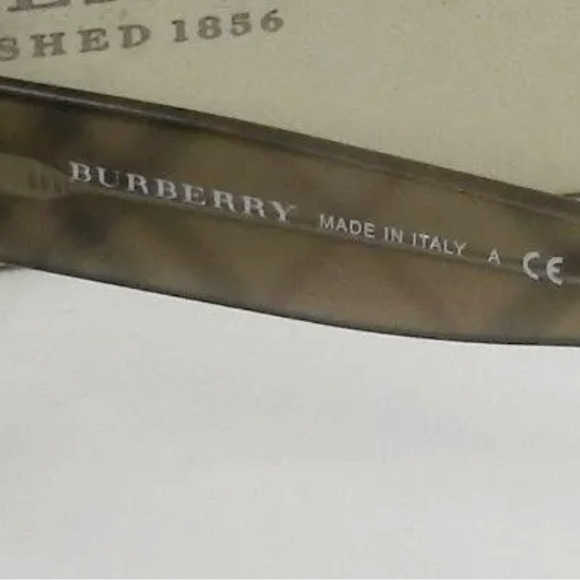 SHED 1856
BURBERRY MADE IN ITALY A CE